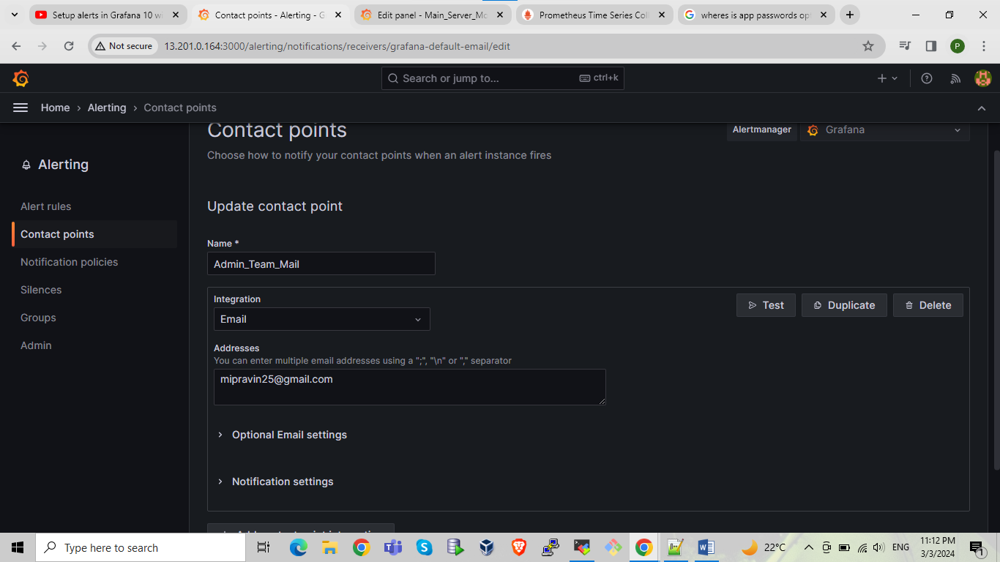 Setup alerts in Grafana 10 wi
Contact points - Alerting - G
Edit panel - Main_Server_Mo
Prometheus Time Series Coll
wheres is app passwords op
Not secure
13.201.0.164:3000/alerting/notifications/receivers/grafana-default-email/edit
P
Search or jump to...
ctrl+k
Home
Alerting
Contact points
Contact points
Alertmanager
Grafana
Choose how to notify your contact points when an alert instance fires
Alerting
Alert rules
Contact points
Notification policies
Silences
Groups
Admin
Update contact point
Name *
Admin_Team_Mail
Integration
Email
Test
Duplicate
Delete
Addresses
You can enter multiple email addresses using a ";", "\n" or "," separator
mipravin25@gmail.com
Optional Email settings
Notification settings
Type here to search
22°C
ENG
11:12 PM
3/3/2024
1